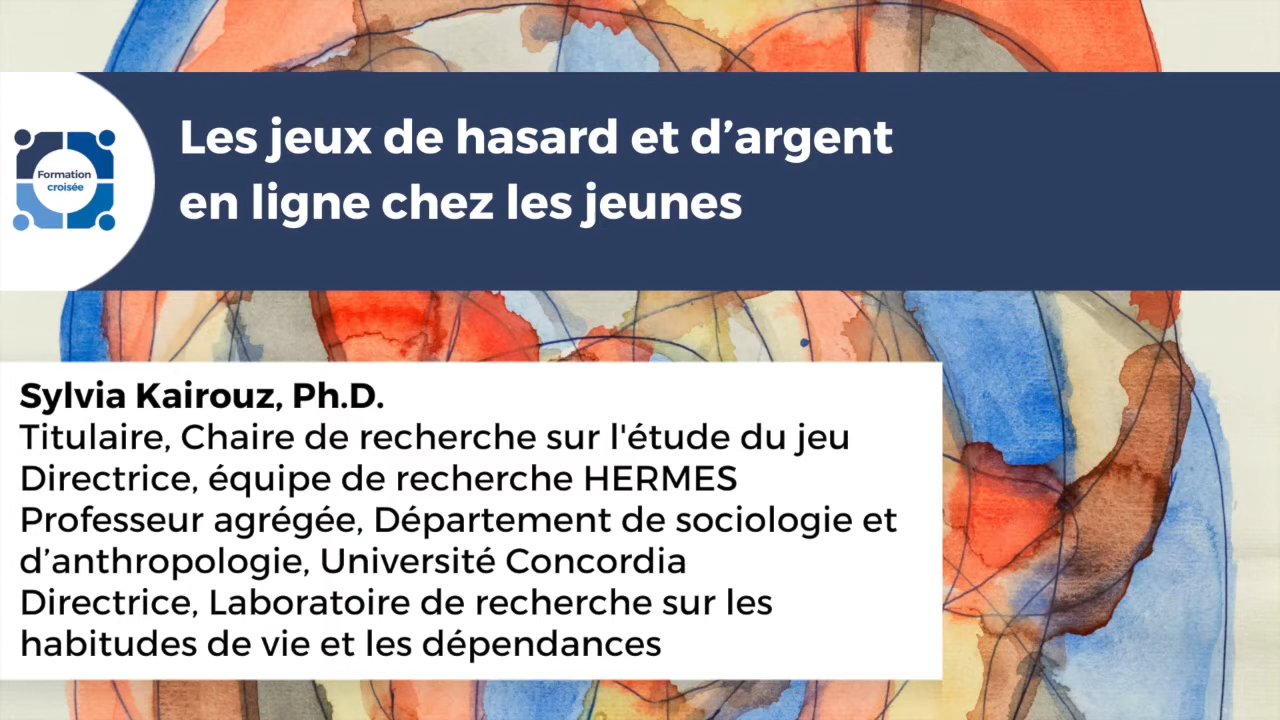 Les jeux de hasard et d’argent
en ligne chez les jeunes
Formation
croisée
Sylvia Kairouz, Ph.D.
Titulaire, Chaire de recherche sur l'étude du jeu
Directrice, équipe de recherche HERMES
Professeur agrégée, Département de sociologie et
d’anthropologie, Université Concordia
Directrice, Laboratoire de recherche sur les
habitudes de vie et les dépendances